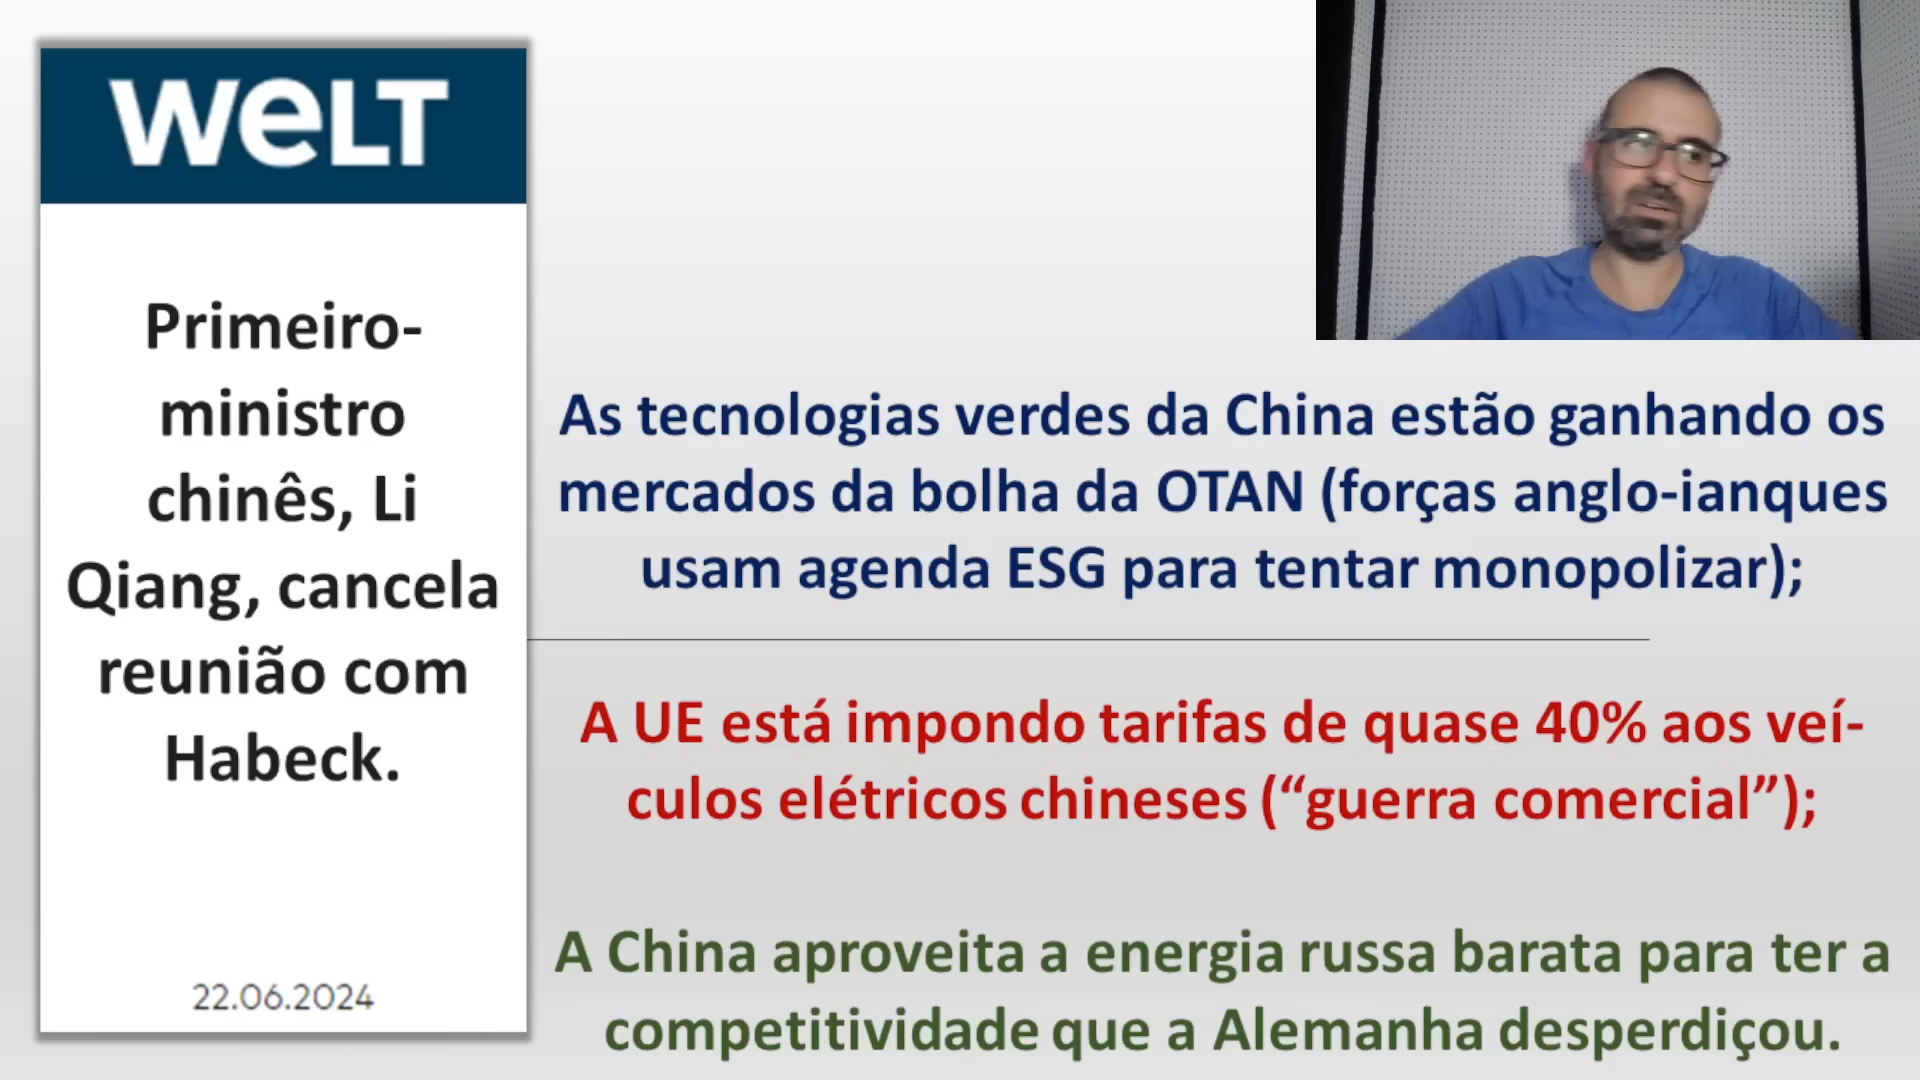 WELT
Primeiro-
ministro
chinês, Li
Qiang, cancela
reunião com
Habeck.
22.06.2024
As tecnologias verdes da China estão ganhando os
mercados da bolha da OTAN (forças anglo-ianques
usam agenda ESG para tentar monopolizar);
A UE está impondo tarifas de quase 40% aos veí-
culos elétricos chineses (“guerra comercial”);
A China aproveita a energia russa barata para ter a
competitividade que a Alemanha desperdiçou.